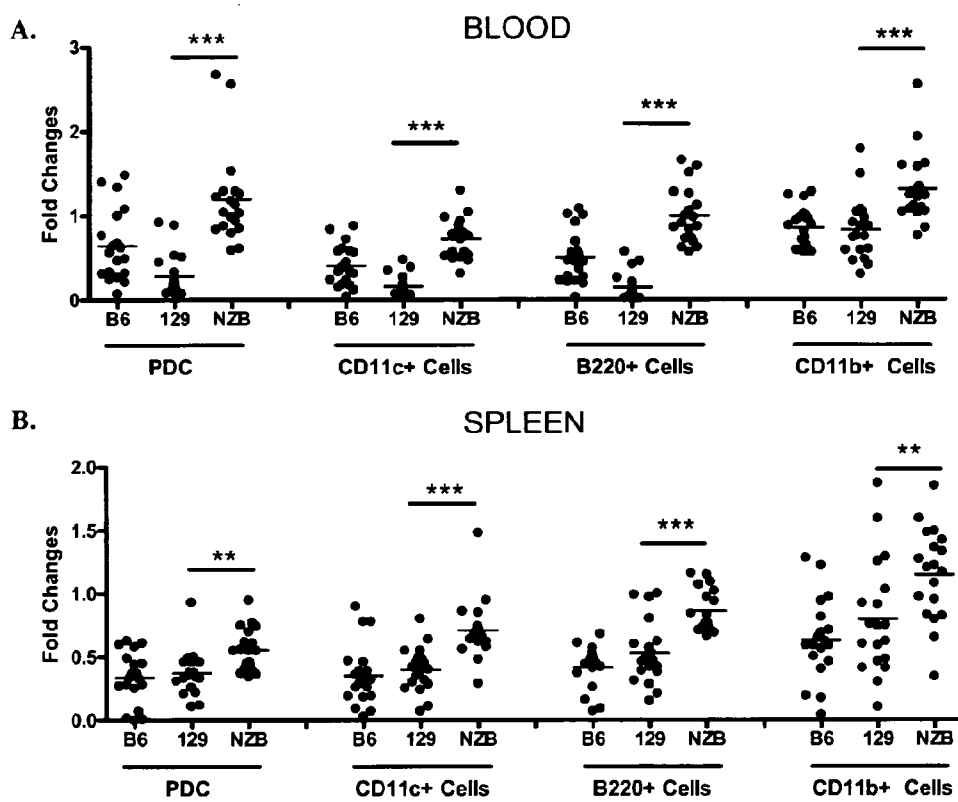 A. BLOOD
***
***
***
***
3
2
1
0
Fold Changes
B6 129 NZB B6 129 NZB B6 129 NZB B6 129 NZB
PDC CD11c+ Cells B220+ Cells CD11b+ Cells
B. SPLEEN
**
***
***
**
2.0
1.5
1.0
0.5
0.0
Fold Changes
B6 129 NZB B6 129 NZB B6 129 NZB B6 129 NZB
PDC CD11c+ Cells B220+ Cells CD11b+ Cells